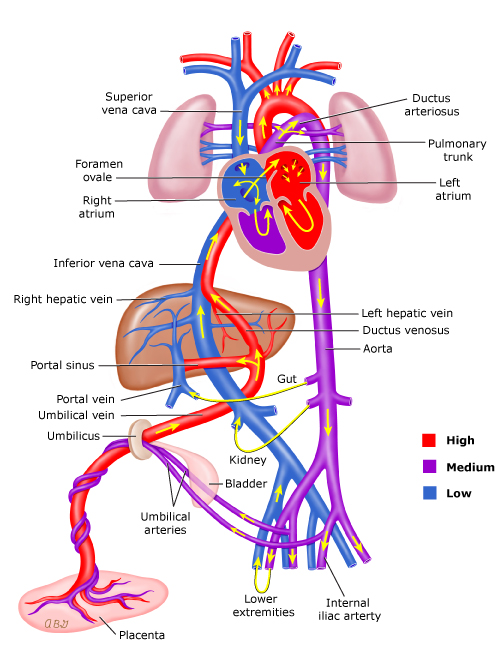 Superior
vena cava
Ductus
arteriosus
Pulmonary
trunk
Foramen
ovale
Left
atrium
Right
atrium
Inferior vena cava
Right hepatic vein
Left hepatic vein
Ductus venosus
Aorta
Portal sinus
Gut
Portal vein
Umbilical vein
Umbilicus
High
Kidney
Medium
Bladder
Low
Umbilical
arteries
Lower
extremities
Internal
iliac arterty
Placenta